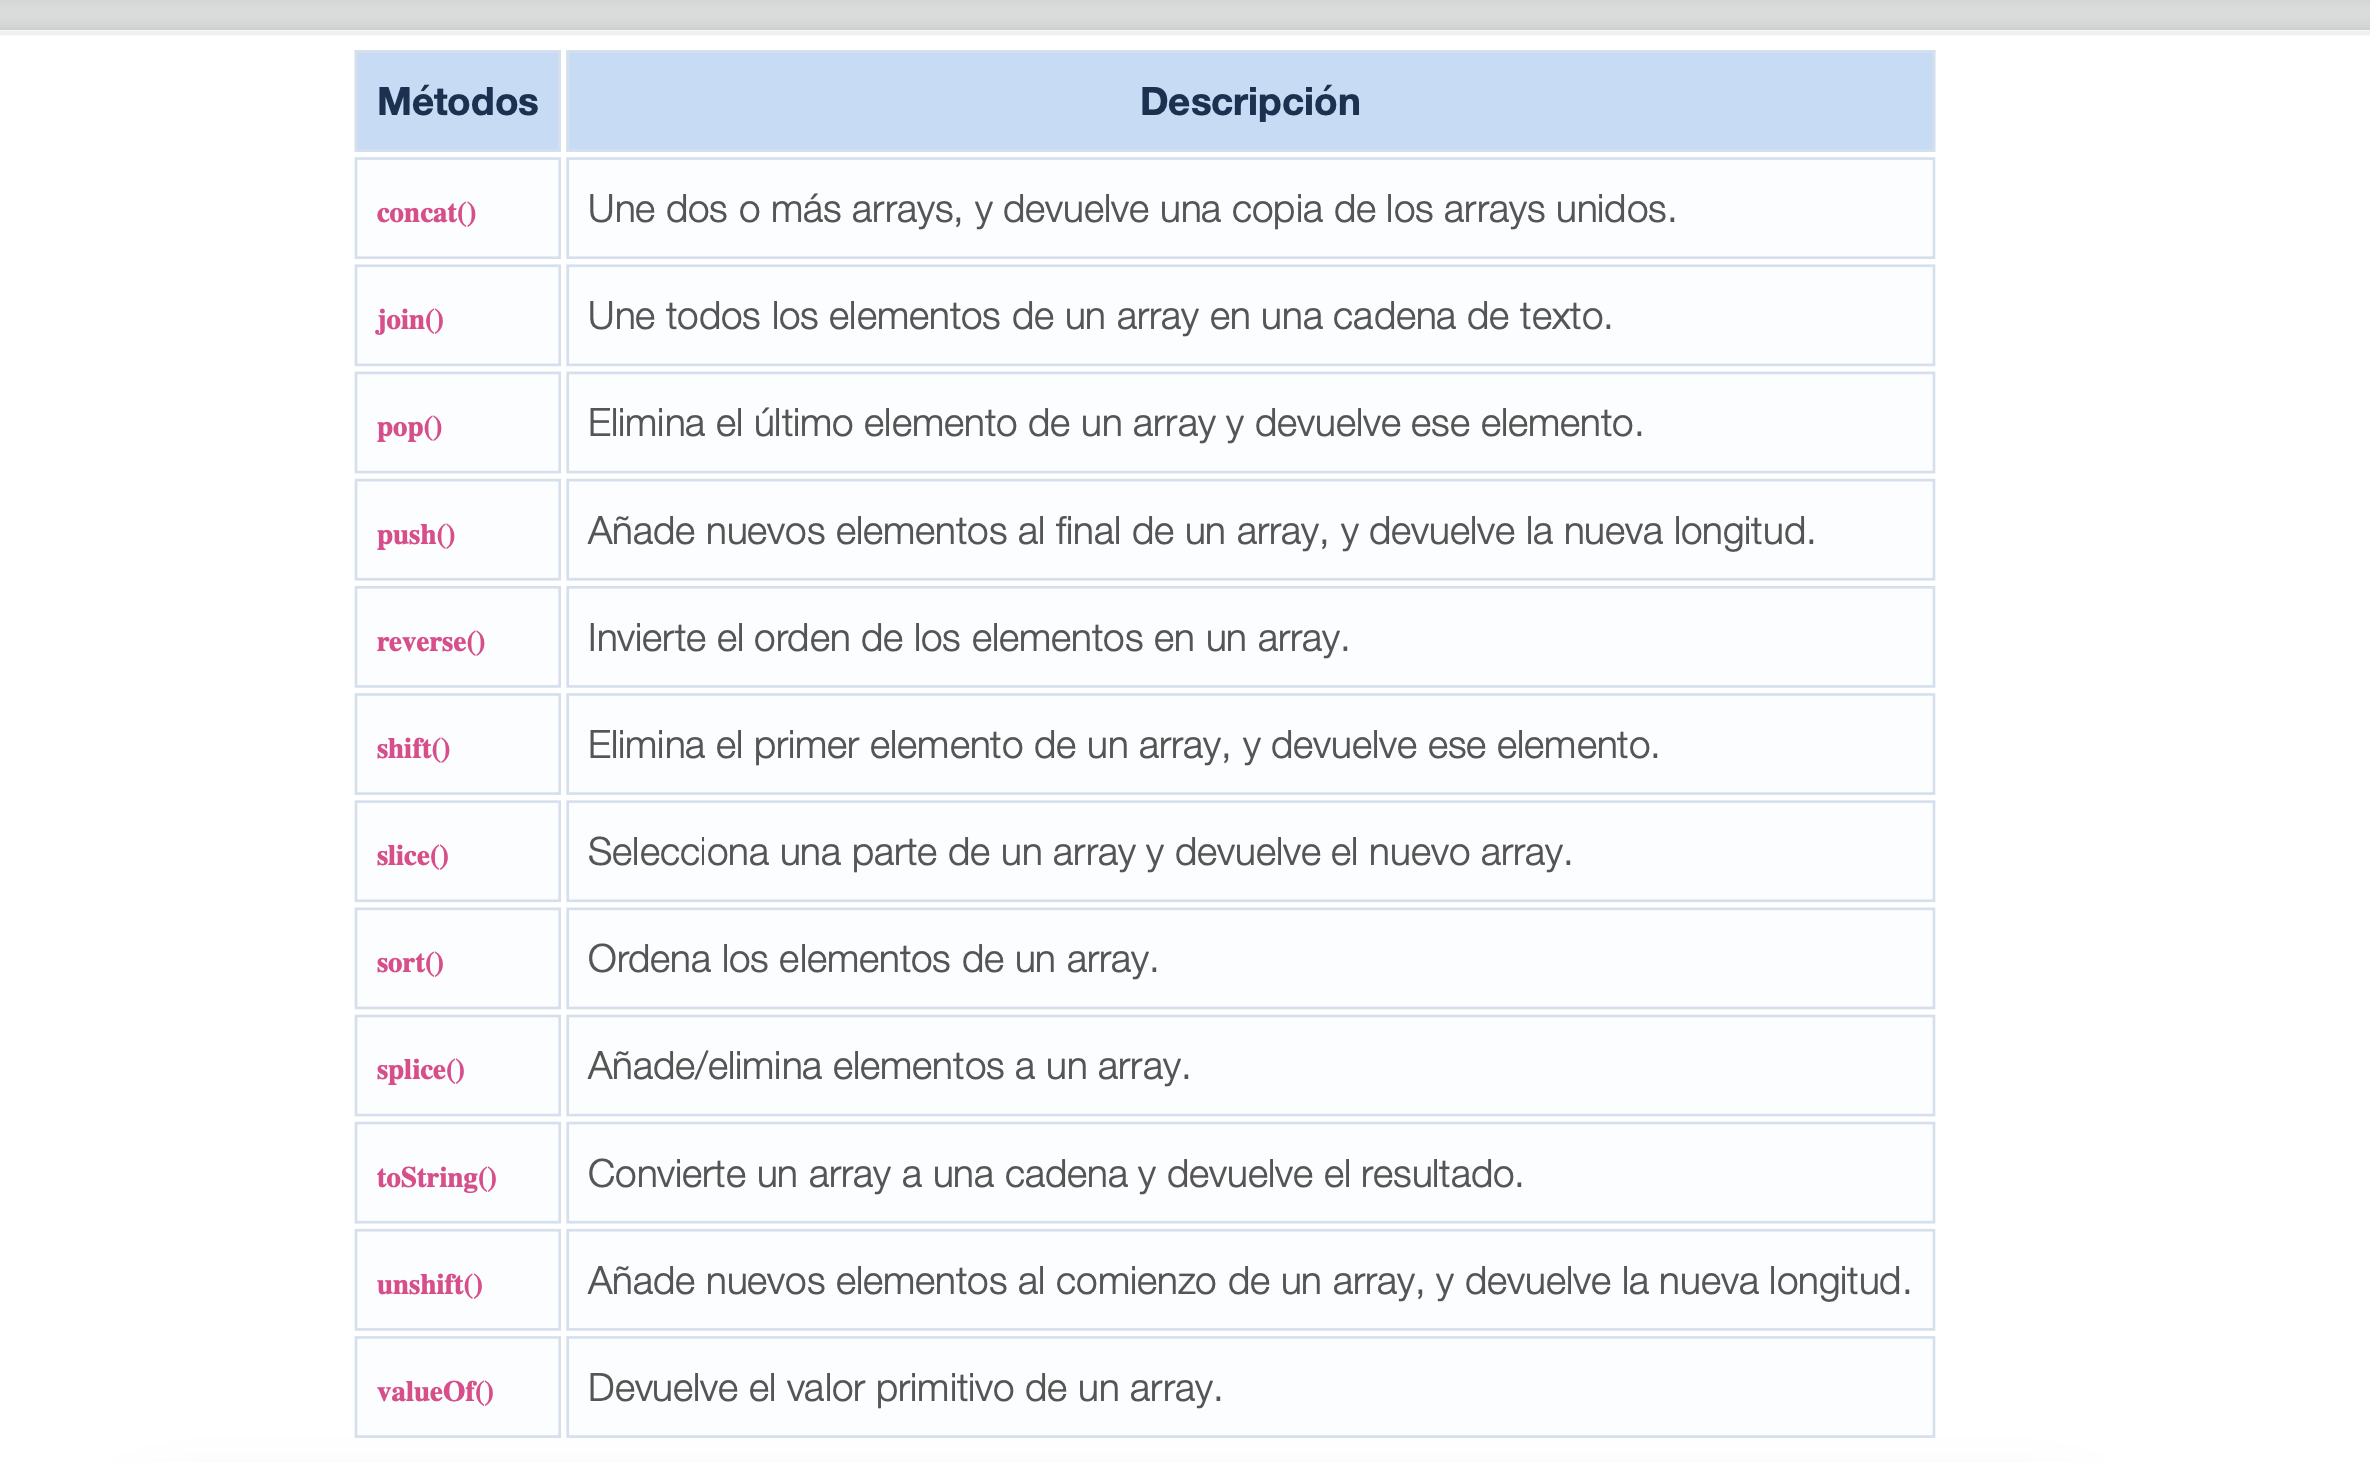 Métodos Descripción
concat() Une dos o más arrays, y devuelve una copia de los arrays unidos.
join() Une todos los elementos de un array en una cadena de texto.
pop() Elimina el último elemento de un array y devuelve ese elemento.
push() Añade nuevos elementos al final de un array, y devuelve la nueva longitud.
reverse() Invierte el orden de los elementos en un array.
shift() Elimina el primer elemento de un array, y devuelve ese elemento.
slice() Selecciona una parte de un array y devuelve el nuevo array.
sort() Ordena los elementos de un array.
splice() Añade/elimina elementos a un array.
toString() Convierte un array a una cadena y devuelve el resultado.
unshift() Añade nuevos elementos al comienzo de un array, y devuelve la nueva longitud.
valueOf() Devuelve el valor primitivo de un array.